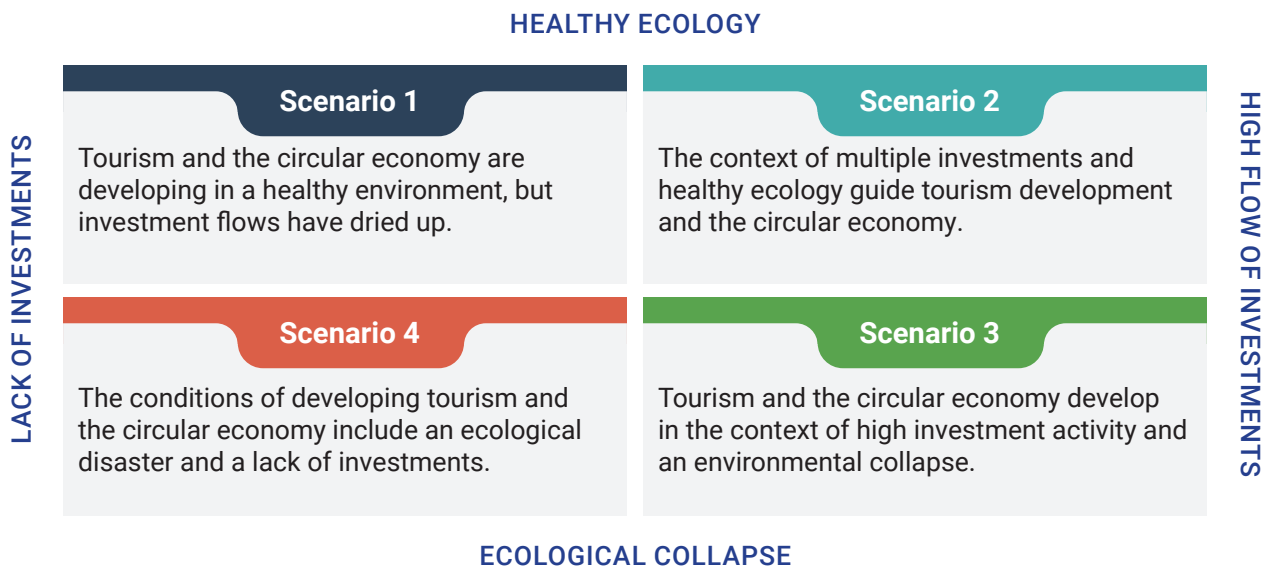 HEALTHY ECOLOGY
LACK OF INVESTMENTS
Scenario 1
Tourism and the circular economy are
developing in a healthy environment, but
investment flows have dried up.
Scenario 2
The context of multiple investments and
healthy ecology guide tourism development
and the circular economy.
HIGH FLOW OF INVESTMENTS
Scenario 4
The conditions of developing tourism and
the circular economy include an ecological
disaster and a lack of investments.
Scenario 3
Tourism and the circular economy develop
in the context of high investment activity and
an environmental collapse.
ECOLOGICAL COLLAPSE